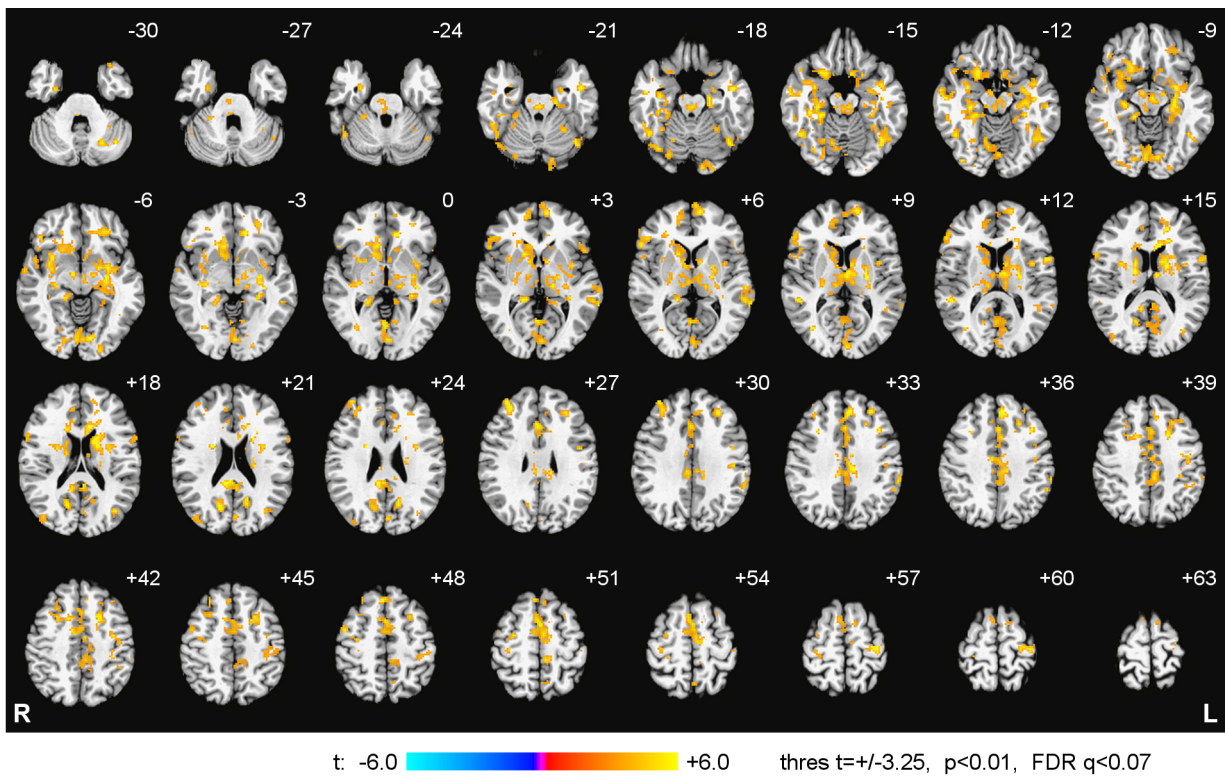 -30 -27 -24 -21 -18 -15 -12 -9
-6 -3 0 +3 +6 +9 +12 +15
+18 +21 +24 +27 +30 +33 +36 +39
+42 +45 +48 +51 +54 +57 +60 +63
R L
t: -6.0 +6.0 thres t=+/-3.25, p<0.01, FDR q<0.07